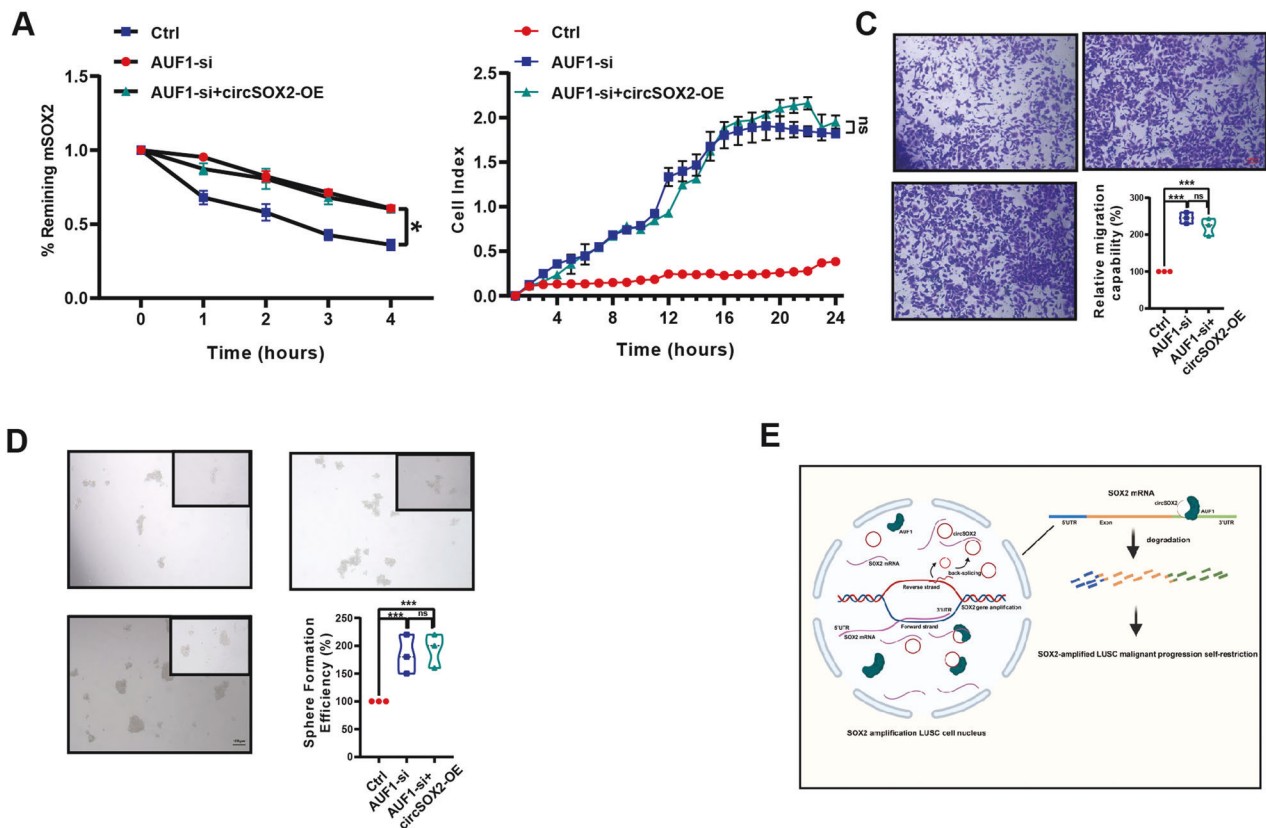 A
Ctrl
AUF1-si
AUF1-si+circSOX2-OE
% Remining mSOX2
1.5
1.0
0.5
0.0
*
0 1 2 3 4
Time (hours)
Ctrl
AUF1-si
AUF1-si+circSOX2-OE
Cell Index
2.5
2.0
1.5
1.0
0.5
0.0
ns
4 8 12 16 20 24
Time (hours)
C
Relative migration
capability (%)
300
200
100
0
***
*** ns
Ctrl
AUF1-si
AUF1-si+
circSOX2-OE
D
Sphere Formation
Efficiency (%)
250
200
150
100
50
0
***
*** ns
Ctrl
AUF1-si
AUF1-si+
circSOX2-OE
E
AUF1
circSOX2
SOX2 mRNA
back-splicing
Reverse strand
SOX2 gene amplification
3'UTR
5'UTR
Forward strand
SOX2 mRNA
SOX2 amplification LUSC cell nucleus
SOX2 mRNA
circSOX2
AUF1
5'UTR Exon 3'UTR
degradation
SOX2-amplified LUSC malignant progression self-restriction